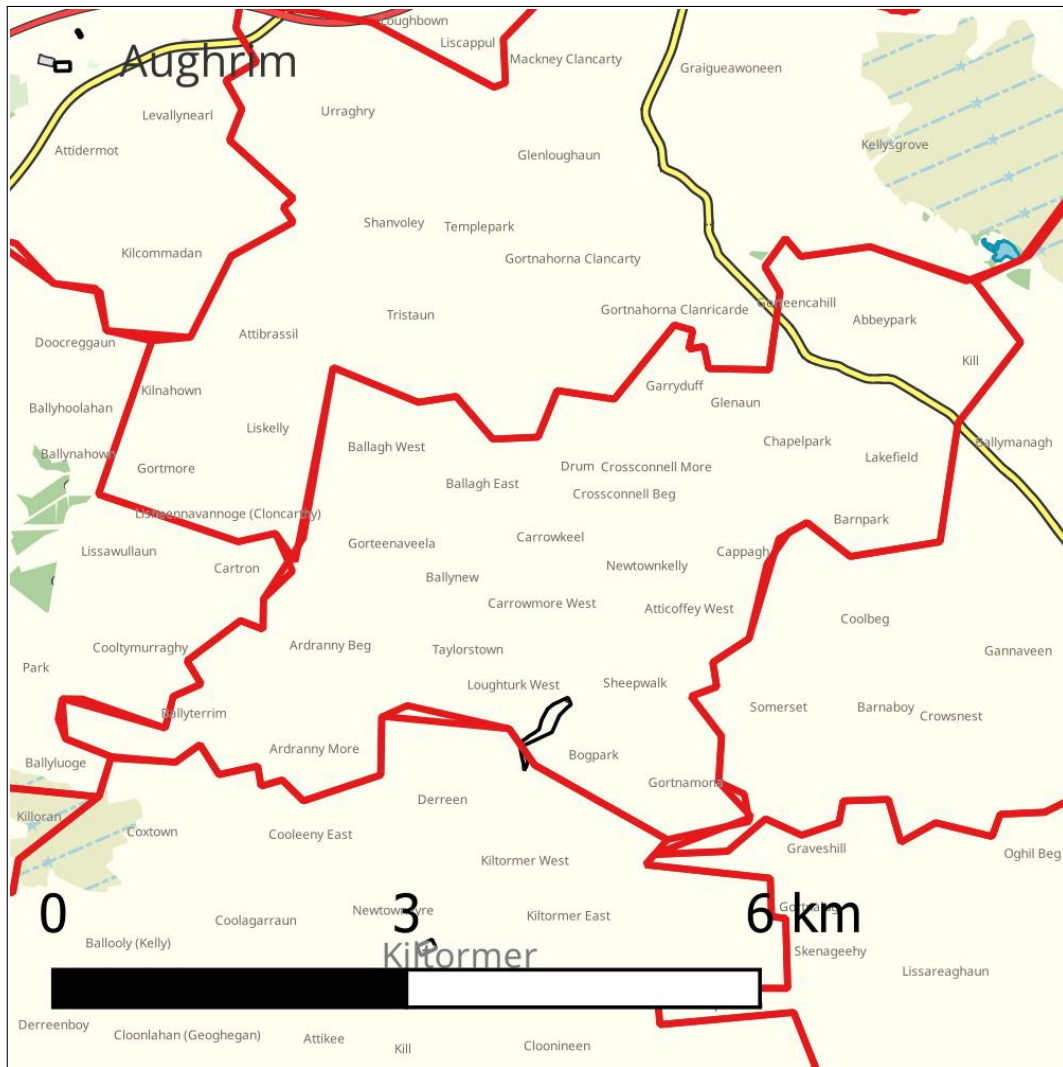 Loughbown
Liscappul
Mackney Clancarty
Aughrim
Graigueawoneen
Levallynearl
Urraghry
Attidermot
Kellysgrove
Glenloughaun
Shanvoley
Templepark
Kilcommadan
Gortnahorna Clancarty
Gortnahorna Clanricarde
Gorteencahill
Tristaun
Abbeypark
Attibrassil
Doocreggaun
Kill
Kilnahown
Garryduff
Glenaun
Ballyhoolahan
Liskelly
Chapelpark
Ballymanagh
Ballagh West
Ballynahown
Lakefield
Gortmore
Drum
Crossconnell More
Ballagh East
Crossconnell Beg
Lisheennavannoge (Cloncarthy)
Barnpark
Carrowkeel
Gorteenaveela
Lissawullaun
Cappagh
Cartron
Newtownkelly
Ballynew
Carrowmore West
Atticoffey West
Coolbeg
Ardranny Beg
Cooltymurraghy
Taylorstown
Gannaveen
Park
Loughturk West
Sheepwalk
Somerset
Barnaboy
Ballyterrim
Crowsnest
Ardranny More
Bogpark
Ballyluoge
Gortnamona
Derreen
Killoran
Coxtown
Cooleeny East
Graveshill
Oghil Beg
Kiltormer West
0 3 6 km
Coolagarraun
Kiltormer East
Ballooly (Kelly)
Kiltormer
Skenageehy
Lissareaghaun
Derreenboy
Cloonlahan (Geoghegan)
Attikee
Kill
Cloonineen